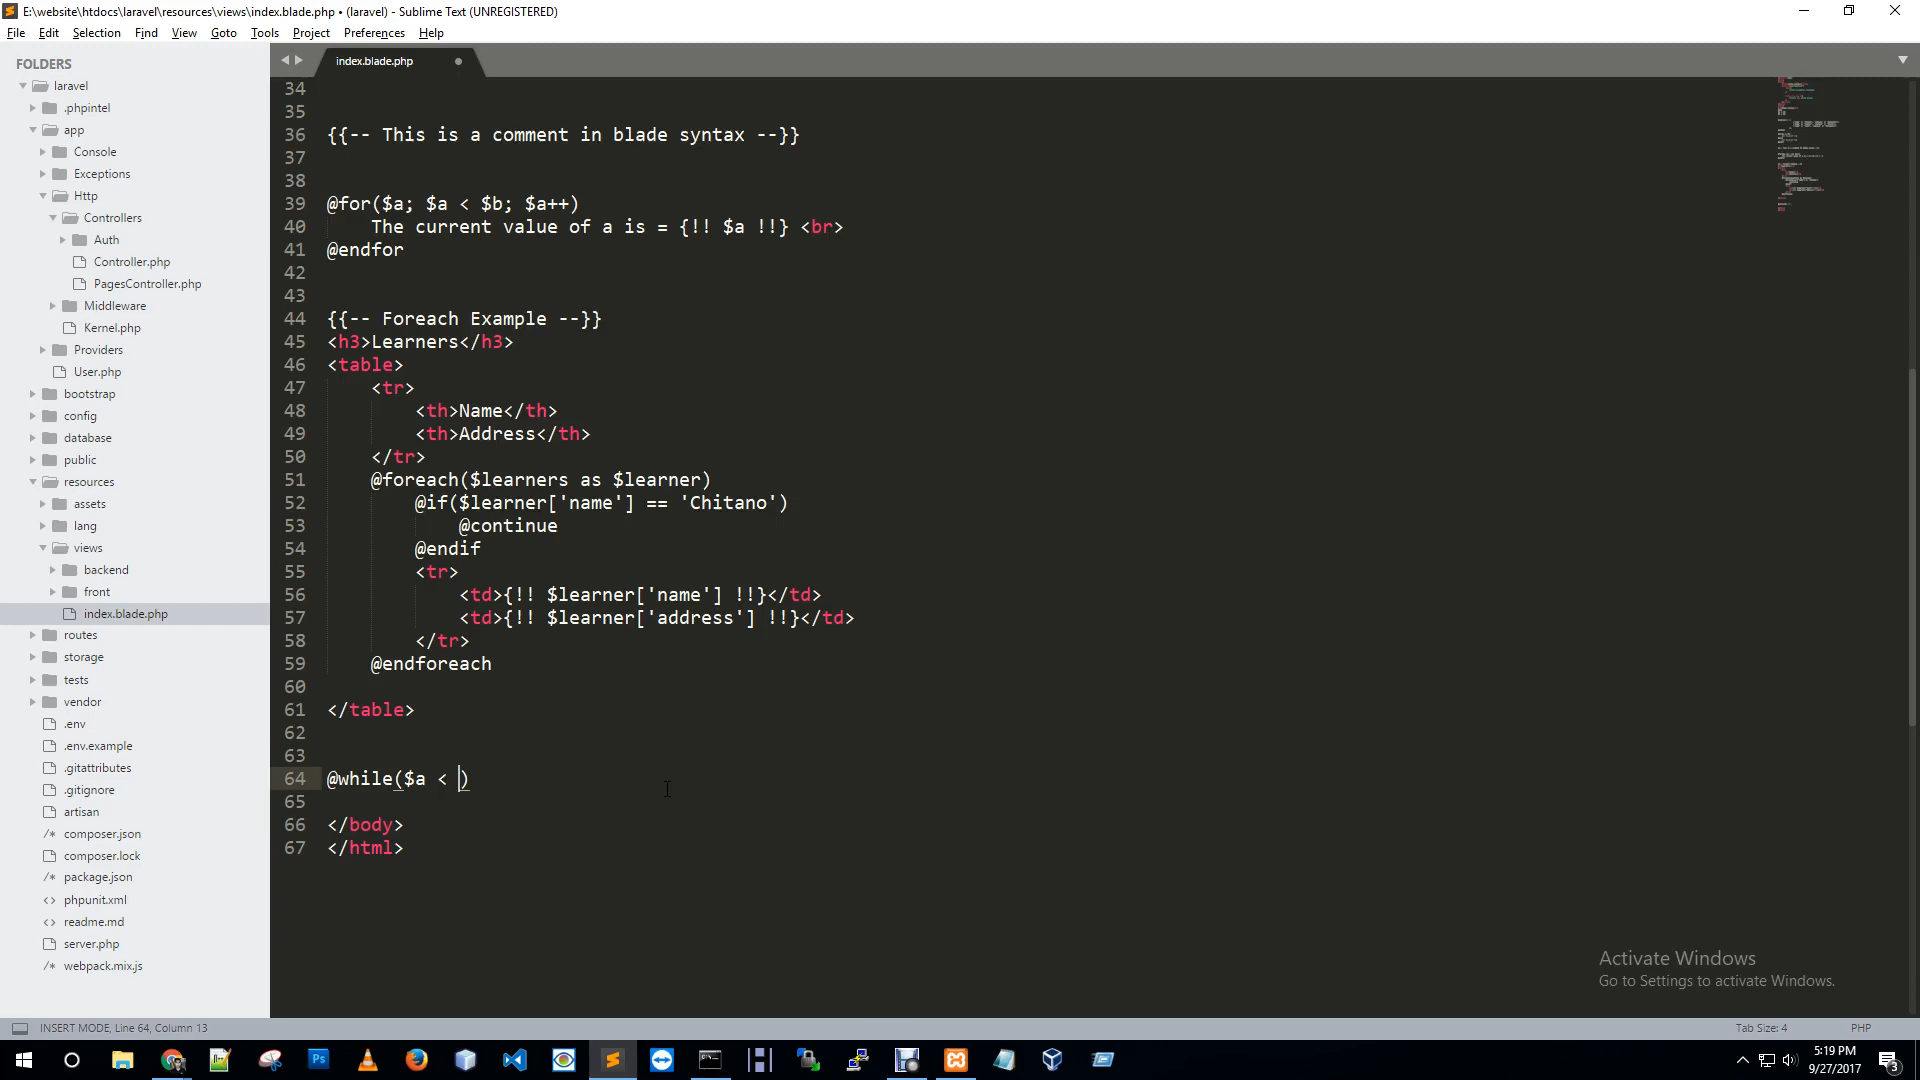 E:\website\htdocs\laravel\resources\views\index.blade.php • (laravel) - Sublime Text (UNREGISTERED)
File Edit Selection Find View Goto Tools Project Preferences Help
FOLDERS
laravel
.phpintel
app
Console
Exceptions
Http
Controllers
Auth
Controller.php
PagesController.php
Middleware
Kernel.php
Providers
User.php
bootstrap
config
database
public
resources
assets
lang
views
backend
front
index.blade.php
routes
storage
tests
vendor
.env
.env.example
.gitattributes
.gitignore
artisan
/* composer.json
composer.lock
/* package.json
<> phpunit.xml
<> readme.md
server.php
/* webpack.mix.js
index.blade.php
34
35
36 {{-- This is a comment in blade syntax --}}
37
38
39 @for($a; $a < $b; $a++)
40 The current value of a is = {!! $a !!} <br>
41 @endfor
42
43
44 {{-- Foreach Example --}}
45 <h3>Learners</h3>
46 <table>
47 <tr>
48 <th>Name</th>
49 <th>Address</th>
50 </tr>
51 @foreach($learners as $learner)
52 @if($learner['name'] == 'Chitano')
53 @continue
54 @endif
55 <tr>
56 <td>{!! $learner['name'] !!}</td>
57 <td>{!! $learner['address'] !!}</td>
58 </tr>
59 @endforeach
60
61 </table>
62
63
64 @while($a < )
65
66 </body>
67 </html>
Activate Windows
Go to Settings to activate Windows.
INSERT MODE, Line 64, Column 13 Tab Size: 4 PHP
Ps
5:19 PM
9/27/2017
3